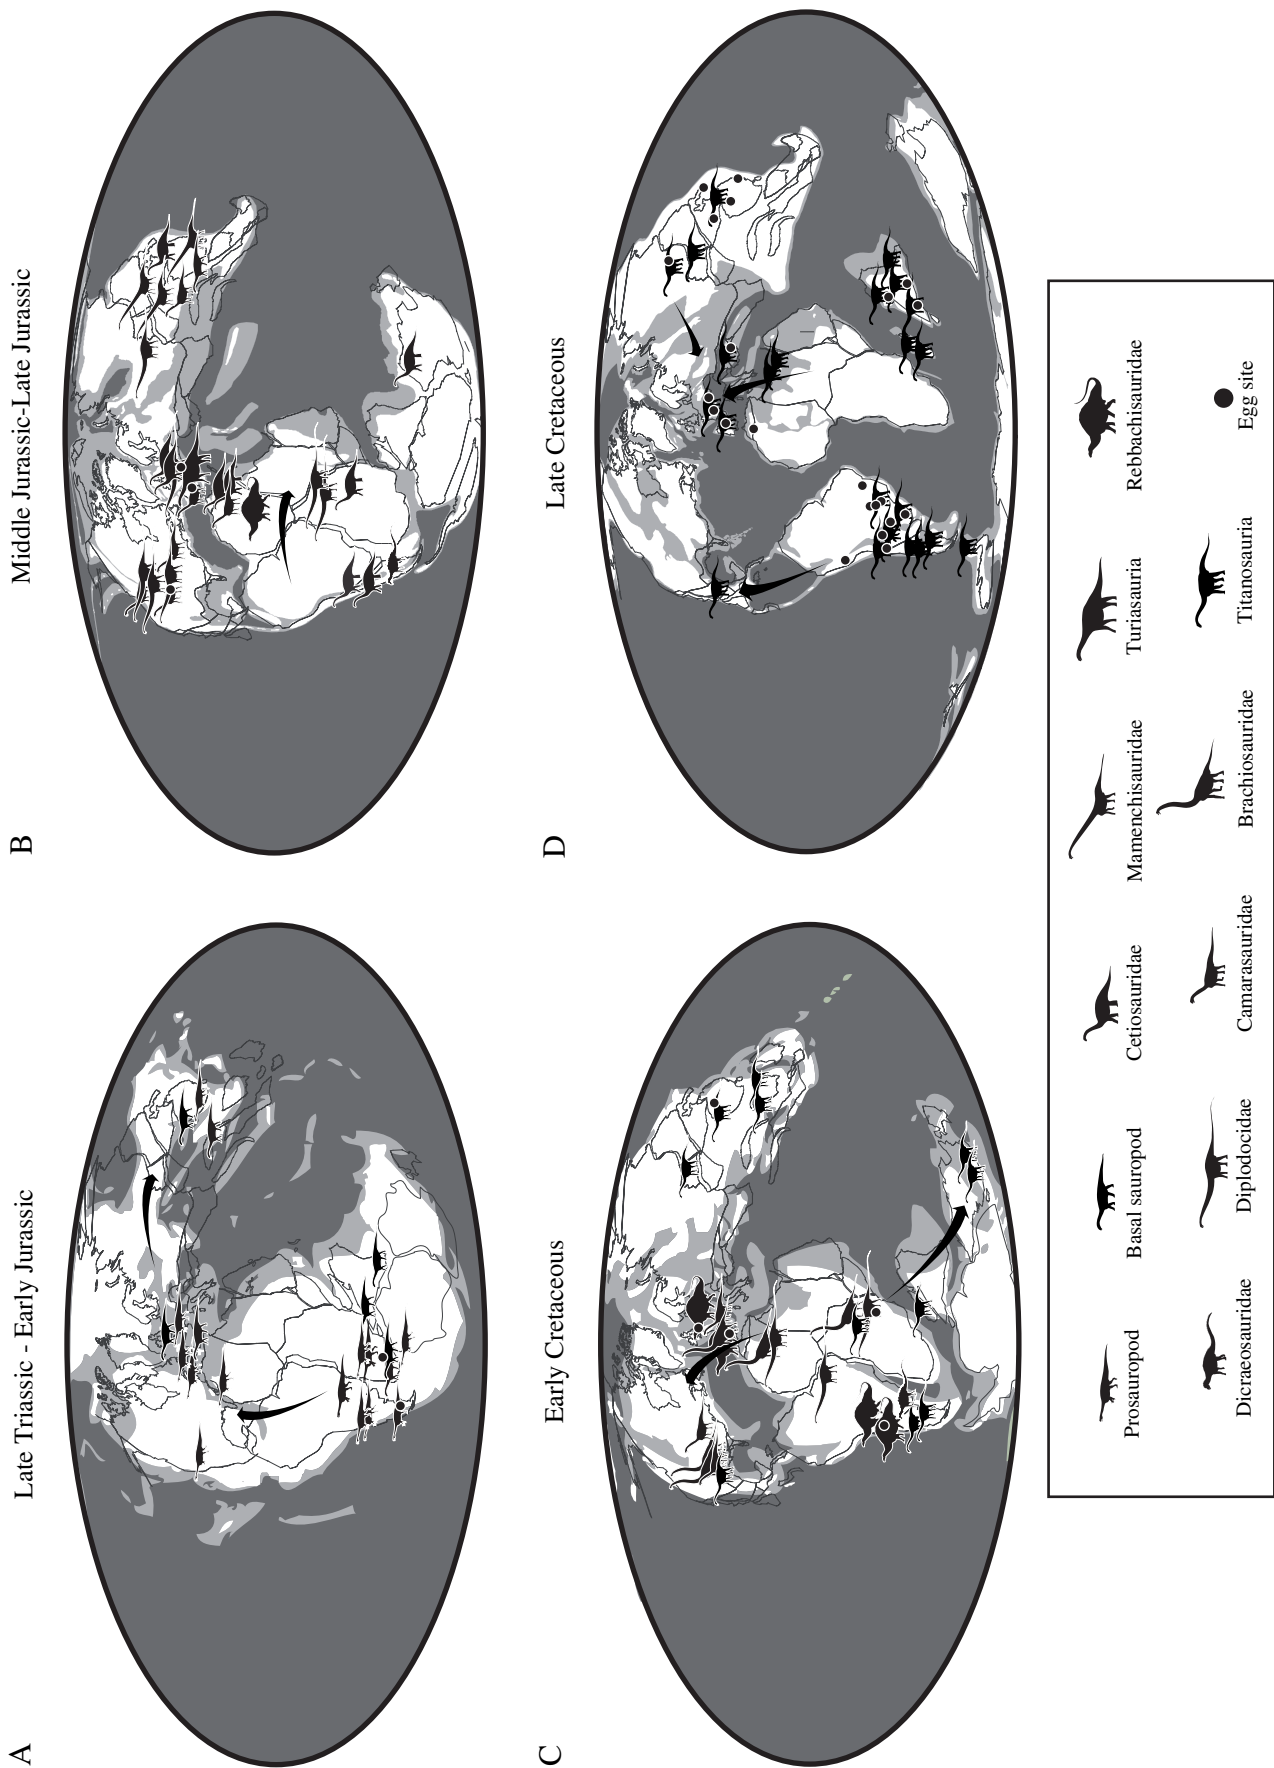 A
Late Triassic - Early Jurassic
B
Middle Jurassic-Late Jurassic
C
Early Cretaceous
D
Late Cretaceous
Prosauropod
Basal sauropod
Cetiosauridae
Mamenchisauridae
Turiasauria
Rebbachisauridae
Dicraeosauridae
Diplodocidae
Camarasauridae
Brachiosauridae
Titanosauria
Egg site